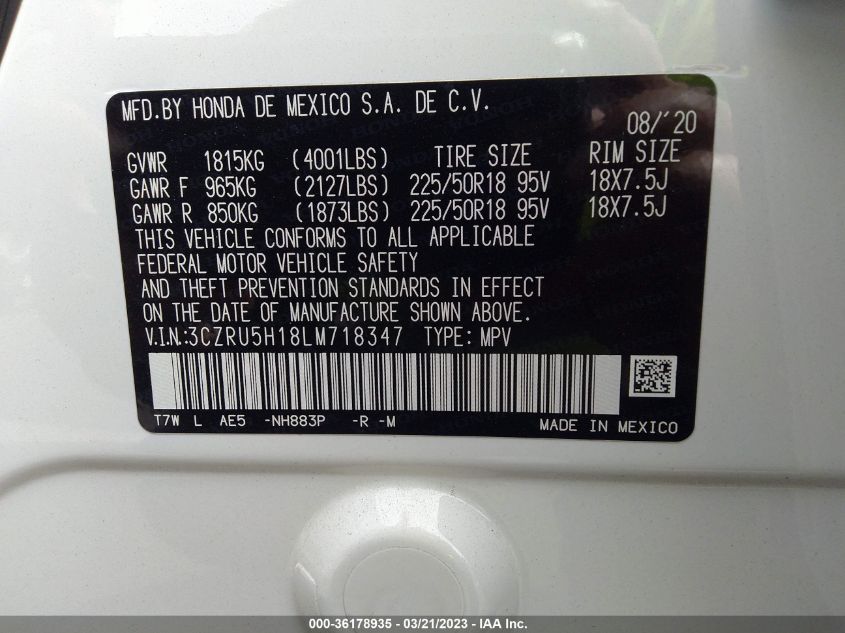 MFD.BY HONDA DE MEXICO S.A. DE C.V.
08/'20
GVWR 1815KG (4001LBS) TIRE SIZE RIM SIZE
GAWR F 965KG (2127LBS) 225/50R18 95V 18X7.5J
GAWR R 850KG (1873LBS) 225/50R18 95V 18X7.5J
THIS VEHICLE CONFORMS TO ALL APPLICABLE
FEDERAL MOTOR VEHICLE SAFETY
AND THEFT PREVENTION STANDARDS IN EFFECT
ON THE DATE OF MANUFACTURE SHOWN ABOVE.
V.I.N.:3CZRU5H18LM718347 TYPE: MPV
T7W L AE5 -NH883P -R -M MADE IN MEXICO
000-36178935 - 03/21/2023 - IAAI.COM